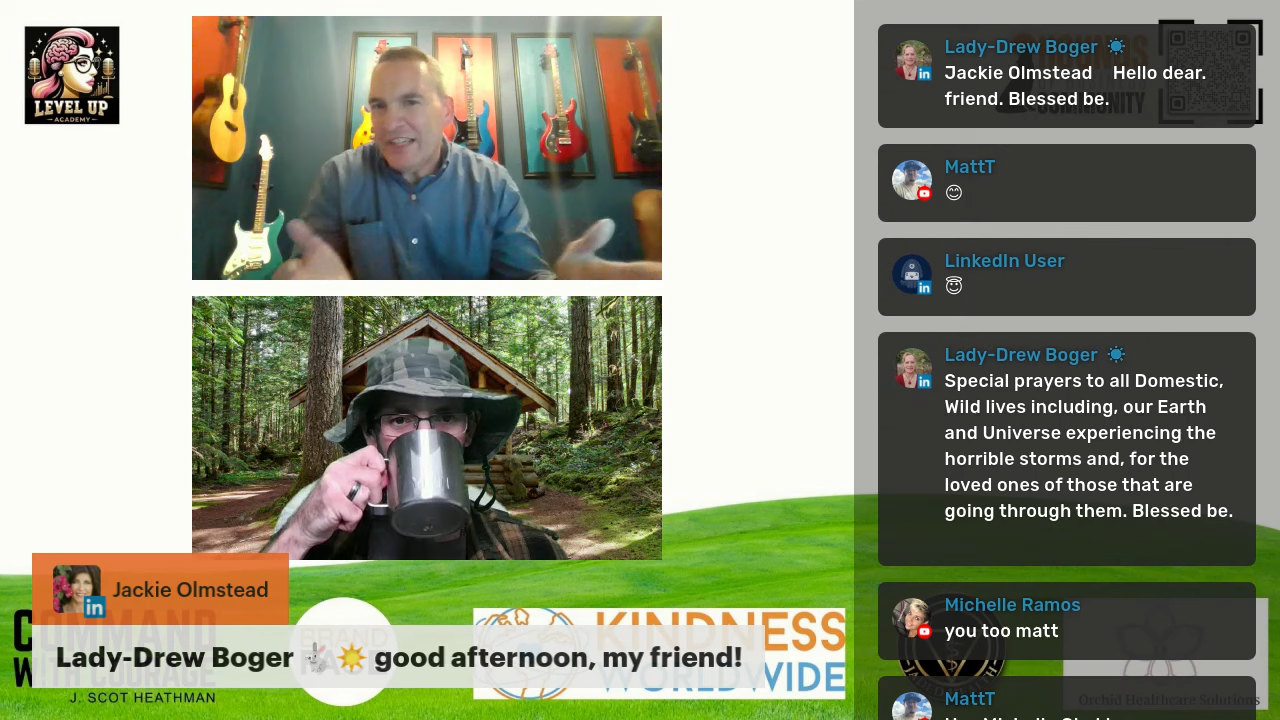 LEVEL UP
ACADEMY
Lady-Drew Boger
Jackie Olmstead Hello dear.
friend. Blessed be.
COMMUNITY
MattT
😊
LinkedIn User
😇
Lady-Drew Boger
Special prayers to all Domestic,
Wild lives including, our Earth
and Universe experiencing the
horrible storms and, for the
loved ones of those that are
going through them. Blessed be.
Michelle Ramos
you too matt
MattT
Jackie Olmstead
Lady-Drew Boger 🐇☀️ good afternoon, my friend!
COMMAND
WITH COURAGE
J. SCOT HEATHMAN
BRAND
FACE
KINDNESS
WORLDWIDE
Orchid Healthcare Solutions